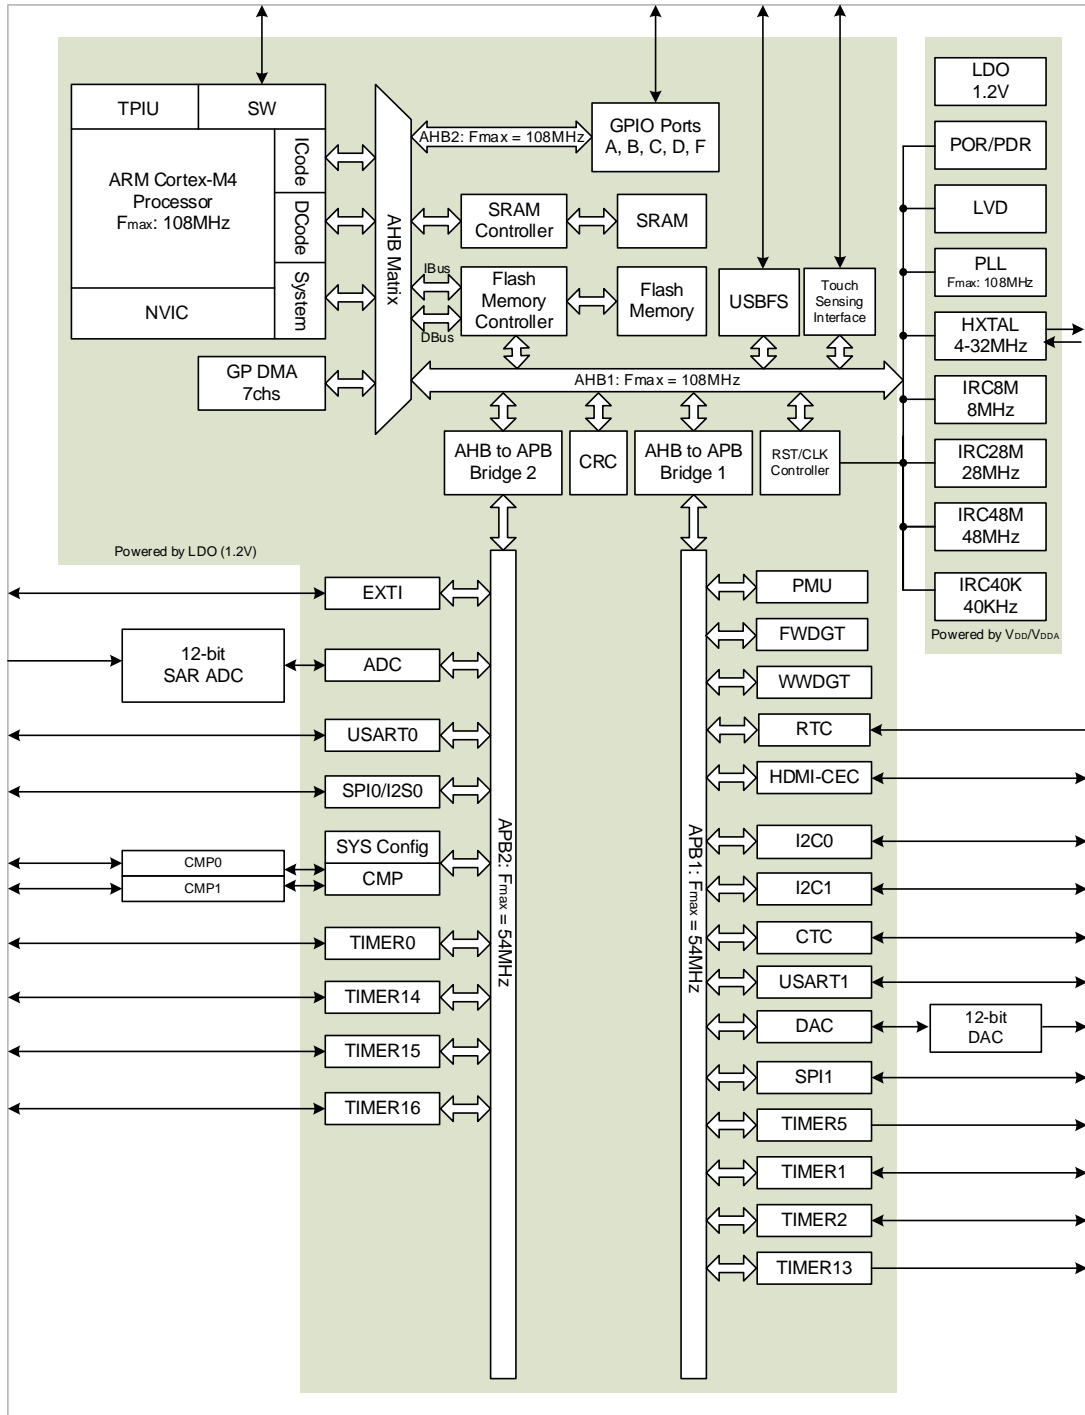 TPIU
SW
ARM Cortex-M4
Processor
Fmax: 108MHz
NVIC
ICode
DCode
System
GP DMA
7chs
AHB Matrix
AHB2: Fmax = 108MHz
GPIO Ports
A, B, C, D, F
SRAM
Controller
SRAM
IBus
DBus
Flash
Memory
Controller
Flash
Memory
USBFS
Touch
Sensing
Interface
AHB1: Fmax = 108MHz
AHB to APB
Bridge 2
CRC
AHB to APB
Bridge 1
RST/CLK
Controller
Powered by LDO (1.2V)
LDO
1.2V
POR/PDR
LVD
PLL
Fmax: 108MHz
HXTAL
4-32MHz
IRC8M
8MHz
IRC28M
28MHz
IRC48M
48MHz
IRC40K
40KHz
Powered by VDD/VDDA
EXTI
12-bit
SAR ADC
ADC
USART0
SPI0/I2S0
SYS Config
CMP
CMP0
CMP1
TIMER0
TIMER14
TIMER15
TIMER16
APB2: Fmax = 54MHz
APB1: Fmax = 54MHz
PMU
FWDGT
WWDGT
RTC
HDMI-CEC
I2C0
I2C1
CTC
USART1
DAC
12-bit
DAC
SPI1
TIMER5
TIMER1
TIMER2
TIMER13